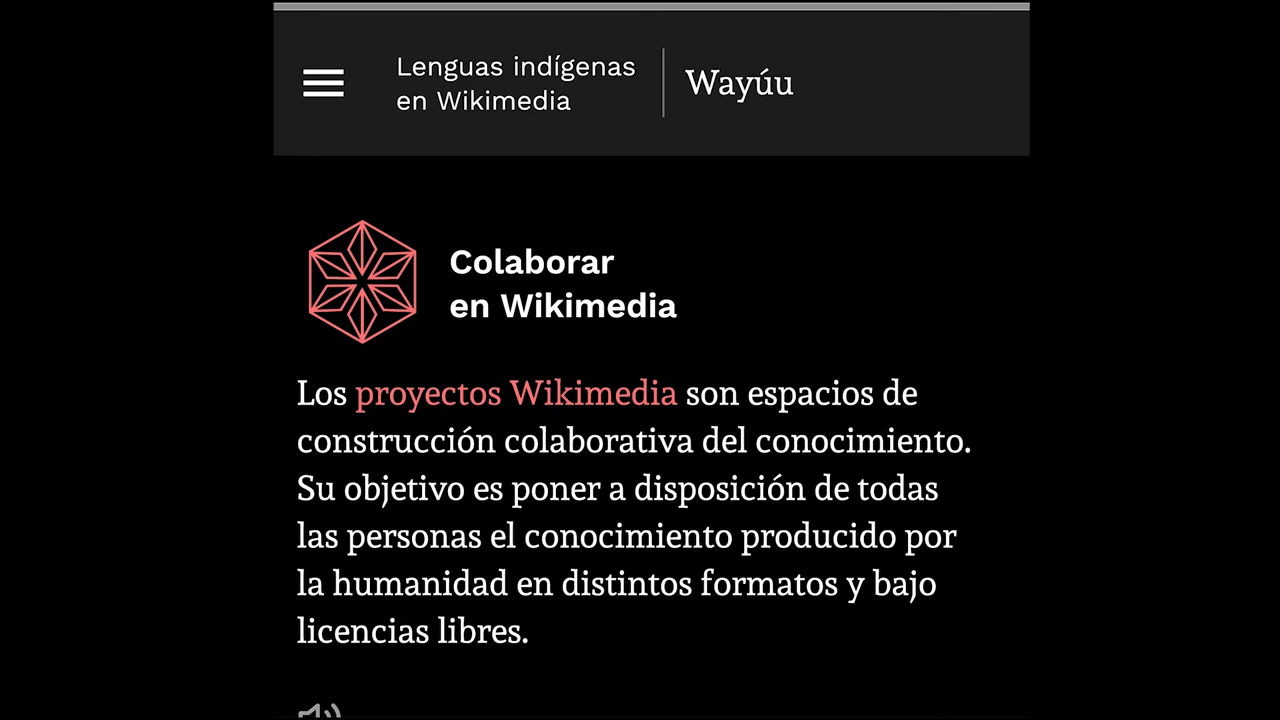 Lenguas indígenas
en Wikimedia
Wayúu
Colaborar
en Wikimedia
Los proyectos Wikimedia son espacios de
construcción colaborativa del conocimiento.
Su objetivo es poner a disposición de todas
las personas el conocimiento producido por
la humanidad en distintos formatos y bajo
licencias libres.